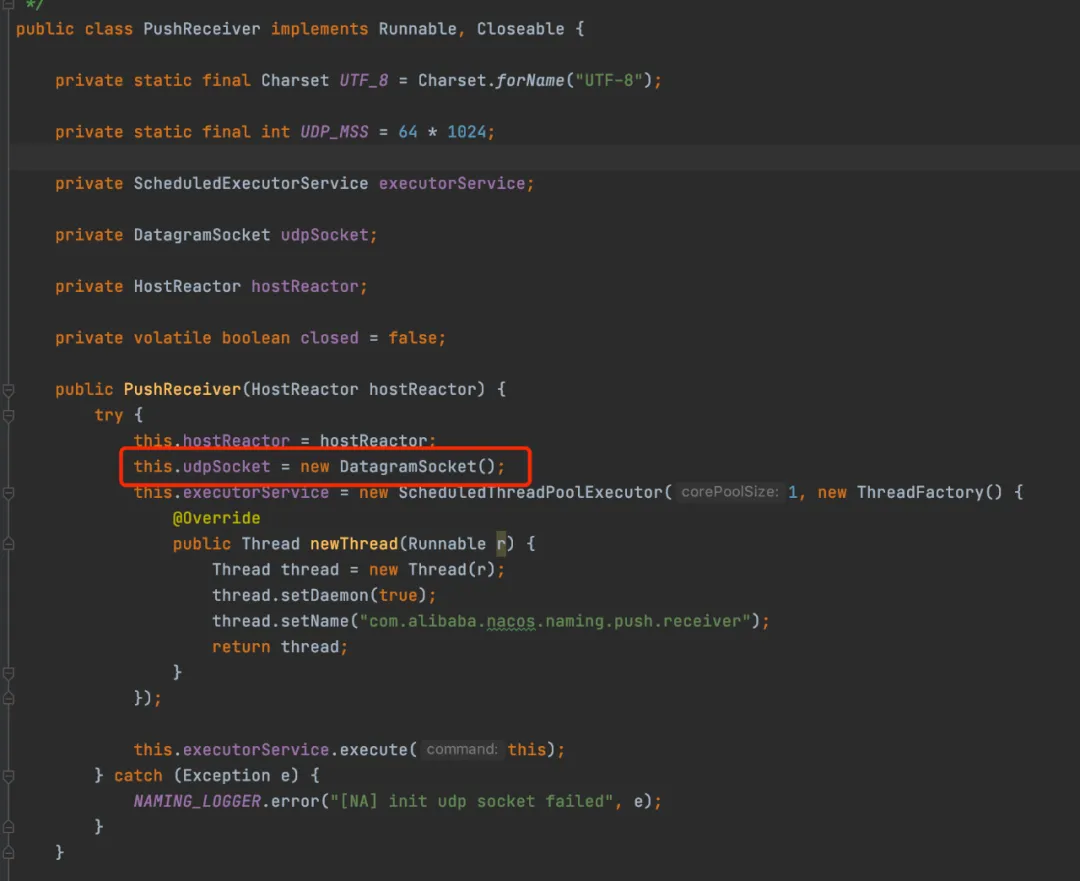 */
public class PushReceiver implements Runnable, Closeable {
private static final Charset UTF_8 = Charset.forName("UTF-8");
private static final int UDP_MSS = 64 * 1024;
private ScheduledExecutorService executorService;
private DatagramSocket udpSocket;
private HostReactor hostReactor;
private volatile boolean closed = false;
public PushReceiver(HostReactor hostReactor) {
try {
this.hostReactor = hostReactor;
this.udpSocket = new DatagramSocket();
this.executorService = new ScheduledThreadPoolExecutor( corePoolSize: 1, new ThreadFactory() {
@Override
public Thread newThread(Runnable r) {
Thread thread = new Thread(r);
thread.setDaemon(true);
thread.setName("com.alibaba.nacos.naming.push.receiver");
return thread;
}
});
this.executorService.execute( command: this);
} catch (Exception e) {
NAMING_LOGGER.error("[NA] init udp socket failed", e);
}
}